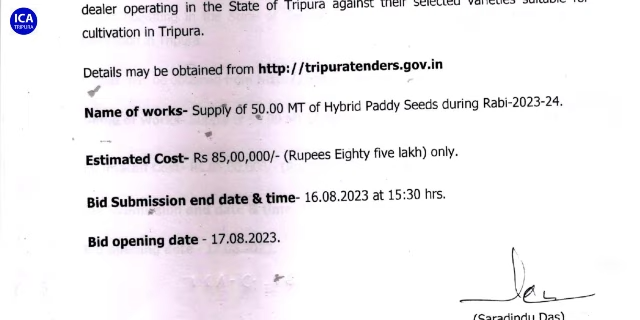 ICA
TRIPURA
dealer operating in the State of Tripura against their selected varieties suitable for
cultivation in Tripura.
Details may be obtained from http://tripuratenders.gov.in
Name of works- Supply of 50.00 MT of Hybrid Paddy Seeds during Rabi-2023-24.
Estimated Cost- Rs 85,00,000/- (Rupees Eighty five lakh) only.
Bid Submission end date & time- 16.08.2023 at 15:30 hrs.
Bid opening date - 17.08.2023.
(Saradindu Das)